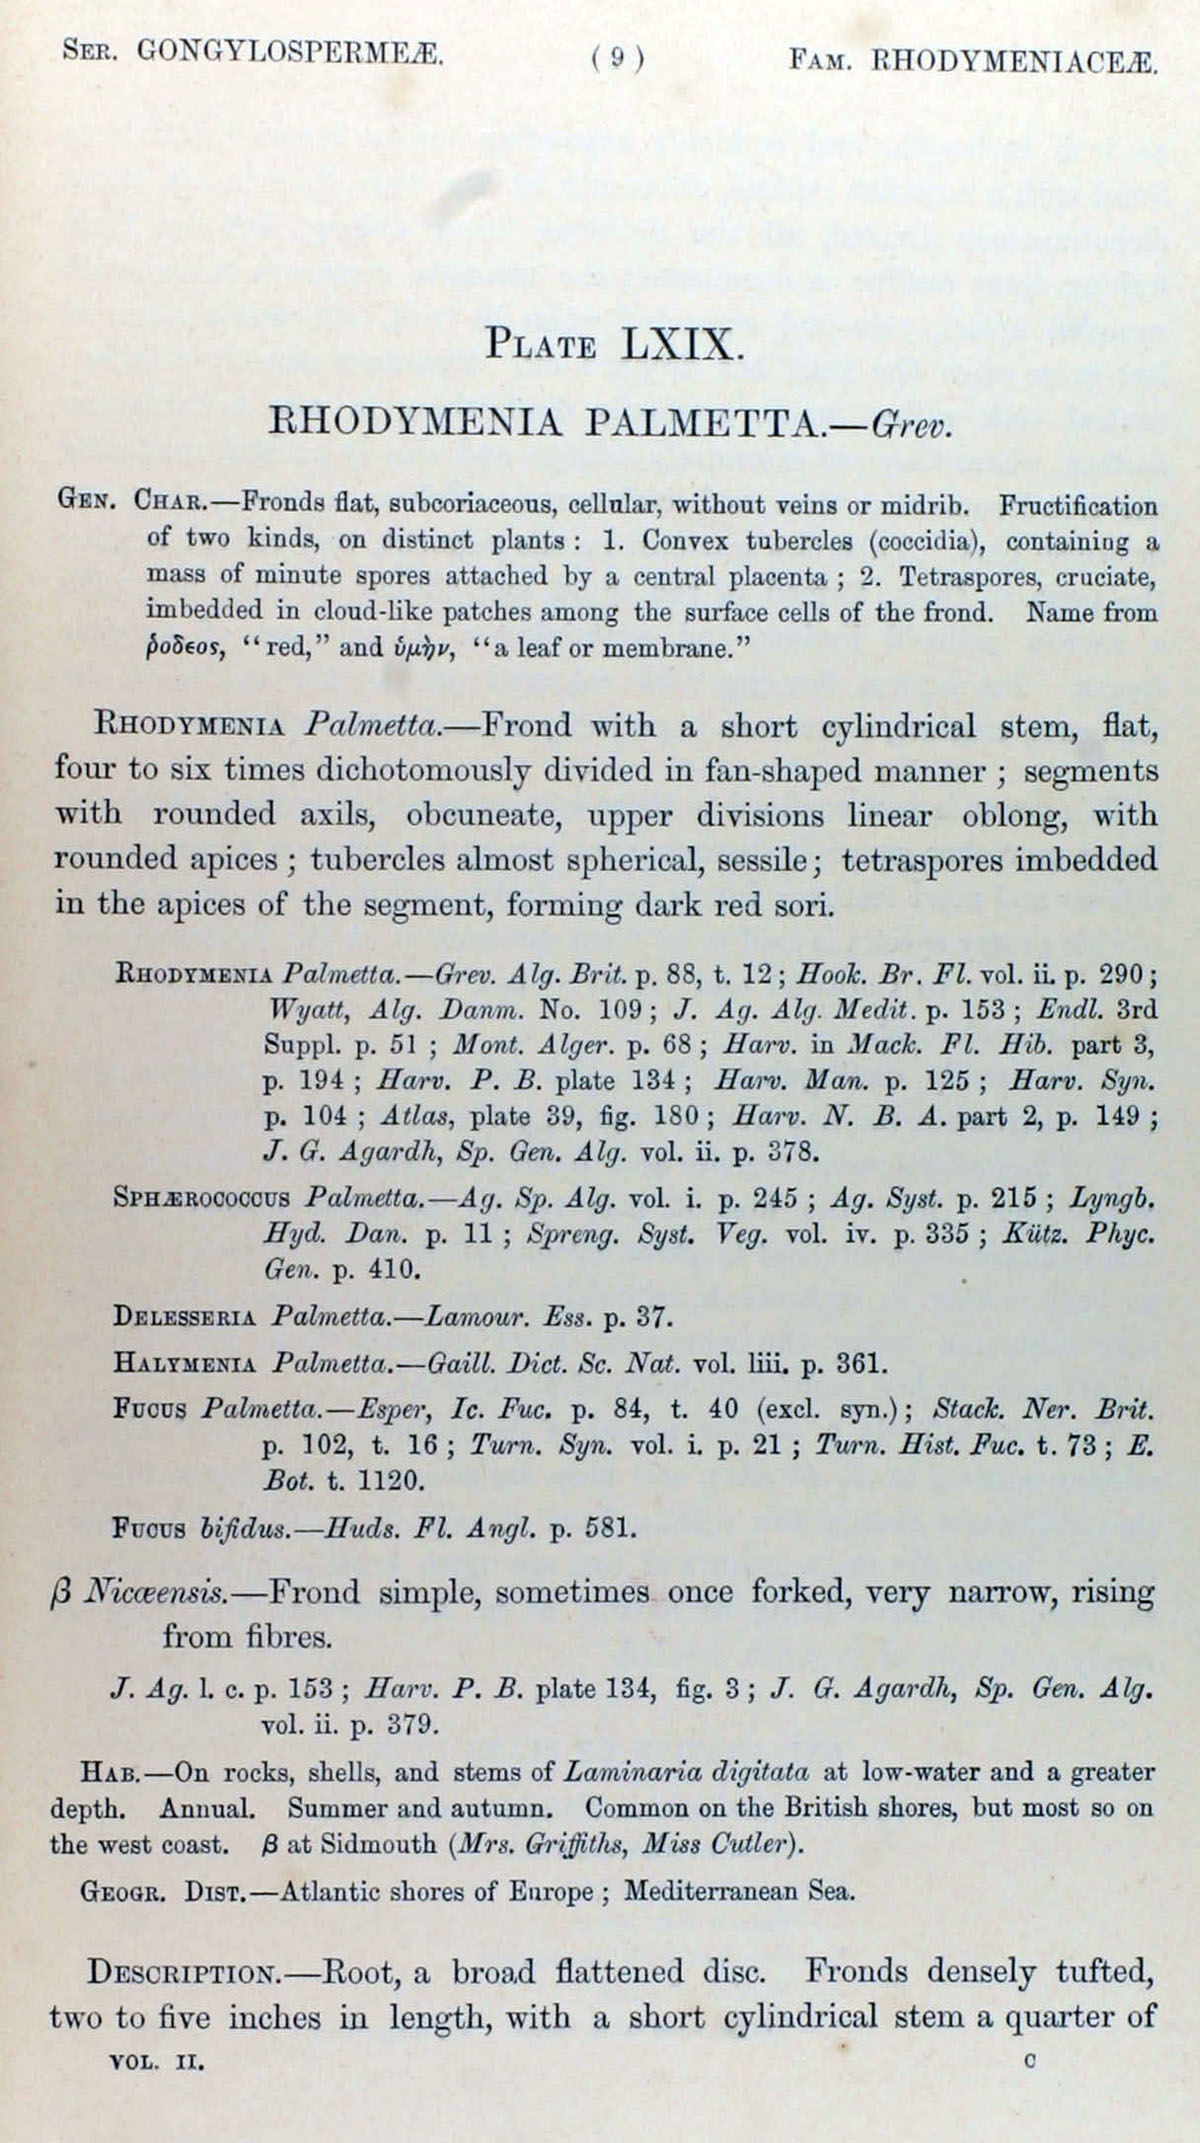 SER. GONGYLOSPERMEÆ. ( 9 ) FAM. RHODYMENIACEÆ.
PLATE LXIX.
RHODYMENIA PALMETTA.—Grev.
GEN. CHAR.—Fronds flat, subcoriaceous, cellular, without veins or midrib. Fructification
of two kinds, on distinct plants : 1. Convex tubercles (coccidia), containing a
mass of minute spores attached by a central placenta ; 2. Tetraspores, cruciate,
imbedded in cloud-like patches among the surface cells of the frond. Name from
ῥοδεος, “red,” and ὑμὴν, “a leaf or membrane.”
RHODYMENIA Palmetta.—Frond with a short cylindrical stem, flat,
four to six times dichotomously divided in fan-shaped manner ; segments
with rounded axils, obcuneate, upper divisions linear oblong, with
rounded apices ; tubercles almost spherical, sessile ; tetraspores imbedded
in the apices of the segment, forming dark red sori.
RHODYMENIA Palmetta.—Grev. Alg. Brit. p. 88, t. 12 ; Hook. Br. Fl. vol. ii. p. 290 ;
Wyatt, Alg. Danm. No. 109 ; J. Ag. Alg. Medit. p. 153 ; Endl. 3rd
Suppl. p. 51 ; Mont. Alger. p. 68 ; Harv. in Mack. Fl. Hib. part 3,
p. 194 ; Harv. P. B. plate 134 ; Harv. Man. p. 125 ; Harv. Syn.
p. 104 ; Atlas, plate 39, fig. 180 ; Harv. N. B. A. part 2, p. 149 ;
J. G. Agardh, Sp. Gen. Alg. vol. ii. p. 378.
SPHÆROCOCCUS Palmetta.—Ag. Sp. Alg. vol. i. p. 245 ; Ag. Syst. p. 215 ; Lyngb.
Hyd. Dan. p. 11 ; Spreng. Syst. Veg. vol. iv. p. 335 ; Kütz. Phyc.
Gen. p. 410.
DELESSERIA Palmetta.—Lamour. Ess. p. 37.
HALYMENIA Palmetta.—Gaill. Dict. Sc. Nat. vol. liii. p. 361.
FUCUS Palmetta.—Esper, Ic. Fuc. p. 84, t. 40 (excl. syn.) ; Stack. Ner. Brit.
p. 102, t. 16 ; Turn. Syn. vol. i. p. 21 ; Turn. Hist. Fuc. t. 73 ; E.
Bot. t. 1120.
FUCUS bifidus.—Huds. Fl. Angl. p. 581.
β Nicæensis.—Frond simple, sometimes once forked, very narrow, rising
from fibres.
J. Ag. l. c. p. 153 ; Harv. P. B. plate 134, fig. 3 ; J. G. Agardh, Sp. Gen. Alg.
vol. ii. p. 379.
HAB.—On rocks, shells, and stems of Laminaria digitata at low-water and a greater
depth. Annual. Summer and autumn. Common on the British shores, but most so on
the west coast. β at Sidmouth (Mrs. Griffiths, Miss Cutler).
GEOGR. DIST.—Atlantic shores of Europe ; Mediterranean Sea.
DESCRIPTION.—Root, a broad flattened disc. Fronds densely tufted,
two to five inches in length, with a short cylindrical stem a quarter of
VOL. II. C